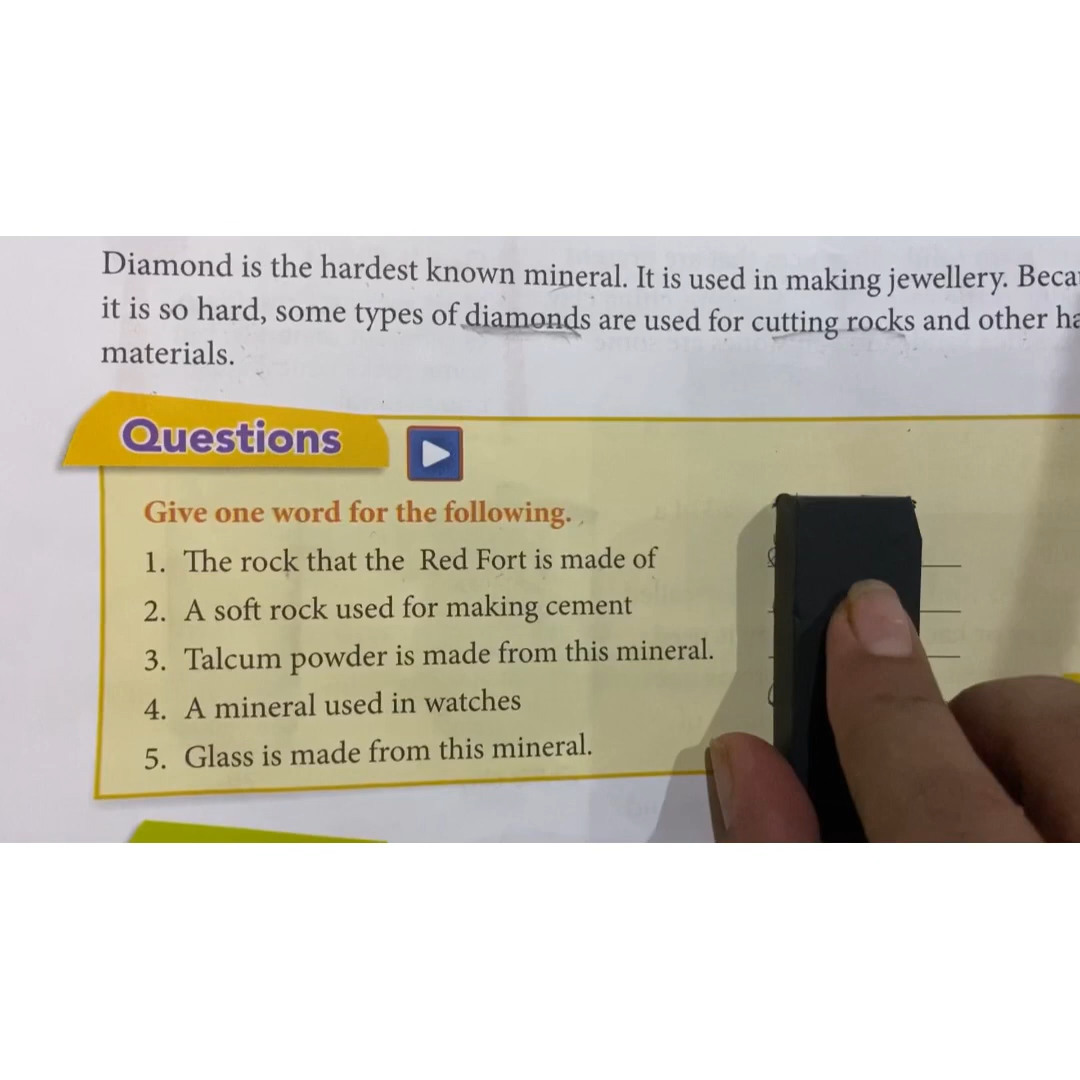 Diamond is the hardest known mineral. It is used in making jewellery.
it is so hard, some types of diamonds are used for cutting rocks and other
materials.
Questions
Give one word for the following.
1. The rock that the Red Fort is made of
2. A soft rock used for making cement
3. Talcum powder is made from this mineral.
4. A mineral used in watches
5. Glass is made from this mineral.